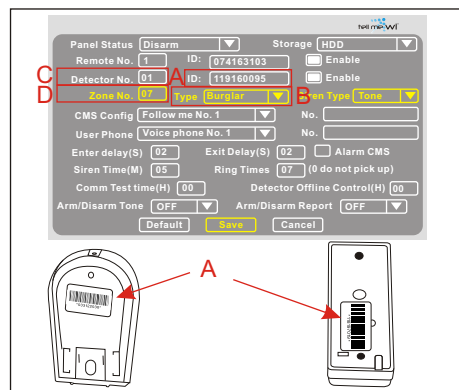 tell me WI
Panel Status Disarm Storage HDD
Remote No. 1 ID: 074163103 Enable
C Detector No. 01 A ID: 119160095 Enable
D Zone No. 07 Type Burglar B Siren Type Tone
CMS Config Follow me No. 1 No.
User Phone Voice phone No. 1 No.
Enter delay(S) 02 Exit Delay(S) 02 Alarm CMS
Siren Time(M) 05 Ring Times 07 (0 do not pick up)
Comm Test time(H) 00 Detector Offline Control(H) 00
Arm/Disarm Tone OFF Arm/Disarm Report OFF
Default Save Cancel
A